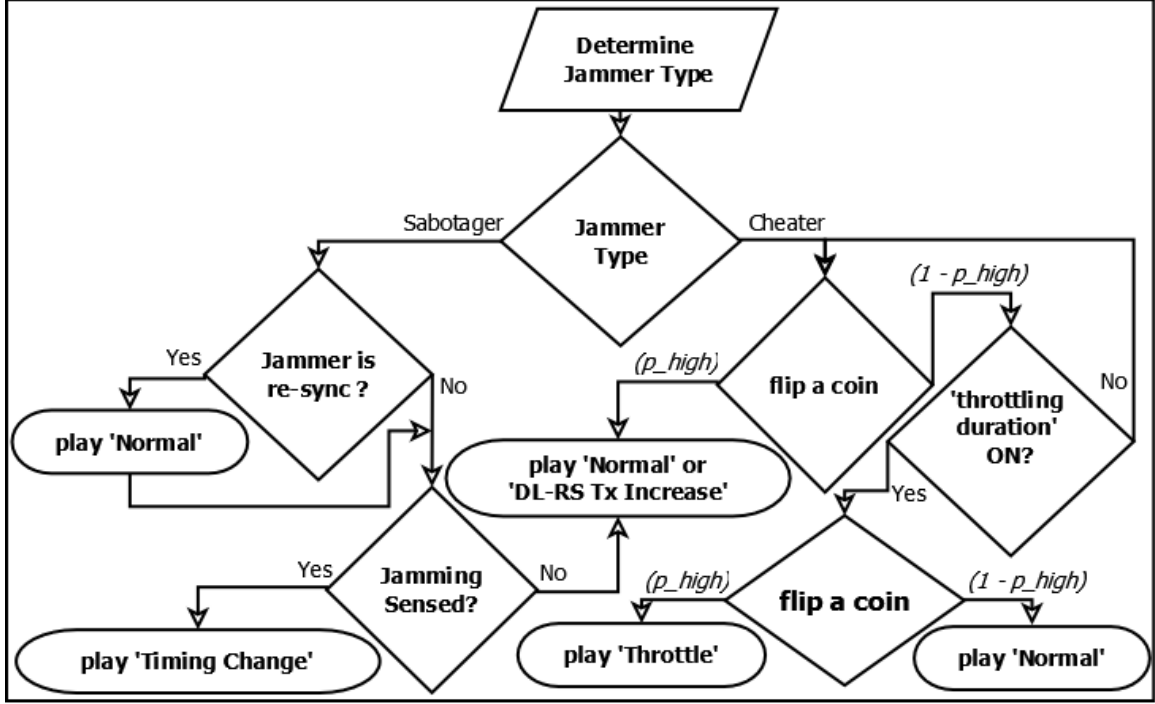 Determine
Jammer Type
Sabotager
Jammer
Type
Cheater
(1 - p_high)
Yes
Jammer is
re-sync ?
No
(p_high)
flip a coin
'throttling
duration'
ON?
No
play 'Normal'
play 'Normal' or
'DL-RS Tx Increase'
Yes
Yes
Jamming
Sensed?
No
(p_high)
flip a coin
(1 - p_high)
play 'Timing Change'
play 'Throttle'
play 'Normal'